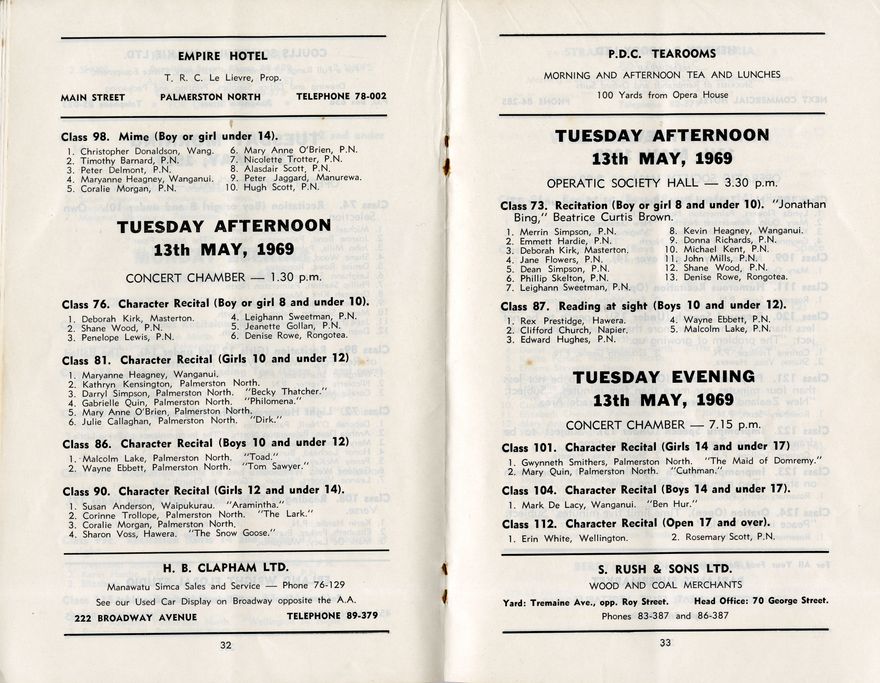 EMPIRE HOTEL
T. R. C. Le Lievre, Prop.
MAIN STREET PALMERSTON NORTH TELEPHONE 78-002
Class 98. Mime (Boy or girl under 14).
1. Christopher Donaldson, Wang. 6. Mary Anne O'Brien, P.N.
2. Timothy Barnard, P.N. 7. Nicolette Trotter, P.N.
3. Peter Delmont, P.N. 8. Alasdair Scott, P.N.
4. Maryanne Heagney, Wanganui. 9. Peter Jaggard, Manurewa.
5. Coralie Morgan, P.N. 10. Hugh Scott, P.N.
TUESDAY AFTERNOON
13th MAY, 1969
CONCERT CHAMBER — 1.30 p.m.
Class 76. Character Recital (Boy or girl 8 and under 10).
1. Deborah Kirk, Masterton. 4. Leighann Sweetman, P.N.
2. Shane Wood, P.N. 5. Jeanette Gollan, P.N.
3. Penelope Lewis, P.N. 6. Denise Rowe, Rongotea.
Class 81. Character Recital (Girls 10 and under 12)
1. Maryanne Heagney, Wanganui.
2. Kathryn Kensington, Palmerston North.
3. Darryl Simpson, Palmerston North. "Becky Thatcher."
4. Gabrielle Quin, Palmerston North. "Philomena."
5. Mary Anne O'Brien, Palmerston North.
6. Julie Callaghan, Palmerston North. "Dirk."
Class 86. Character Recital (Boys 10 and under 12)
1. Malcolm Lake, Palmerston North. "Toad."
2. Wayne Ebbett, Palmerston North. "Tom Sawyer."
Class 90. Character Recital (Girls 12 and under 14).
1. Susan Anderson, Waipukurau. "Aramintha."
2. Corinne Trollope, Palmerston North. "The Lark."
3. Coralie Morgan, Palmerston North.
4. Sharon Voss, Hawera. "The Snow Goose."
H. B. CLAPHAM LTD.
Manawatu Simca Sales and Service — Phone 76-129
See our Used Car Display on Broadway opposite the A.A.
222 BROADWAY AVENUE TELEPHONE 89-379
32
P.D.C. TEAROOMS
MORNING AND AFTERNOON TEA AND LUNCHES
100 Yards from Opera House
TUESDAY AFTERNOON
13th MAY, 1969
OPERATIC SOCIETY HALL — 3.30 p.m.
Class 73. Recitation (Boy or girl 8 and under 10). "Jonathan
Bing," Beatrice Curtis Brown.
1. Merrin Simpson, P.N. 8. Kevin Heagney, Wanganui.
2. Emmett Hardie, P.N. 9. Donna Richards, P.N.
3. Deborah Kirk, Masterton. 10. Michael Kent, P.N.
4. Jane Flowers, P.N. 11. John Mills, P.N.
5. Dean Simpson, P.N. 12. Shane Wood, P.N.
6. Phillip Skelton, P.N. 13. Denise Rowe, Rongotea.
7. Leighann Sweetman, P.N.
Class 87. Reading at sight (Boys 10 and under 12).
1. Rex Prestidge, Hawera. 4. Wayne Ebbett, P.N.
2. Clifford Church, Napier. 5. Malcolm Lake, P.N.
3. Edward Hughes, P.N.
TUESDAY EVENING
13th MAY, 1969
CONCERT CHAMBER — 7.15 p.m.
Class 101. Character Recital (Girls 14 and under 17)
1. Gwynneth Smithers, Palmerston North. "The Maid of Domremy."
2. Mary Quin, Palmerston North. "Cuthman."
Class 104. Character Recital (Boys 14 and under 17).
1. Mark De Lacy, Wanganui. "Ben Hur."
Class 112. Character Recital (Open 17 and over).
1. Erin White, Wellington. 2. Rosemary Scott, P.N.
S. RUSH & SONS LTD.
WOOD AND COAL MERCHANTS
Yard: Tremaine Ave., opp. Roy Street. Head Office: 70 George Street.
Phones 83-387 and 86-387
33